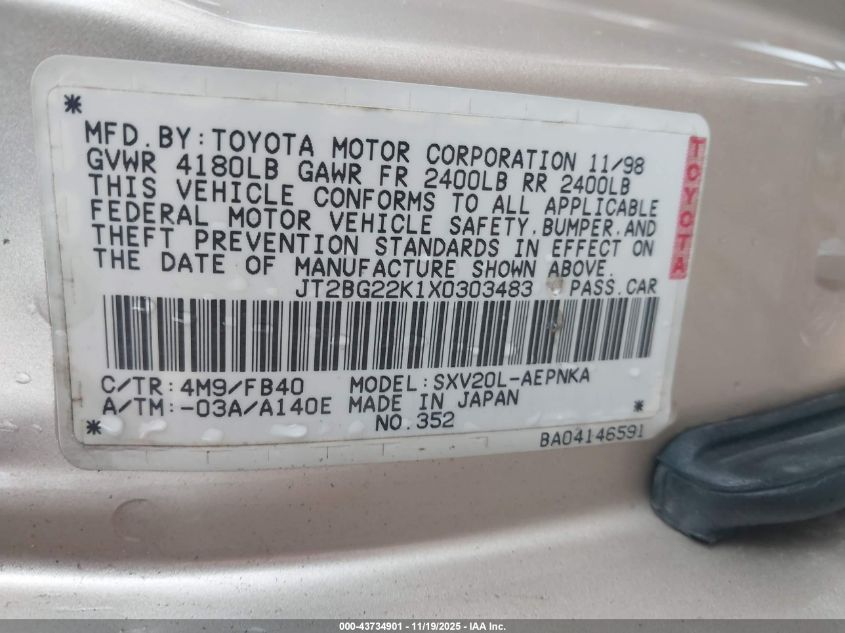 MFD.BY:TOYOTA MOTOR CORPORATION 11/98
GVWR 4180LB GAWR FR 2400LB RR 2400LB
THIS VEHICLE CONFORMS TO ALL APPLICABLE
FEDERAL MOTOR VEHICLE SAFETY,BUMPER,AND
THEFT PREVENTION STANDARDS IN EFFECT ON
THE DATE OF MANUFACTURE SHOWN ABOVE.
JT2BG22K1X0303483 PASS.CAR
C/TR:4M9/FB40 MODEL:SXV20L-AEPNKA
A/TM:-03A/A140E MADE IN JAPAN
NO.352
BA04146591
TOYOTA
000-43734901 - 11/19/2025 - IAA Inc.